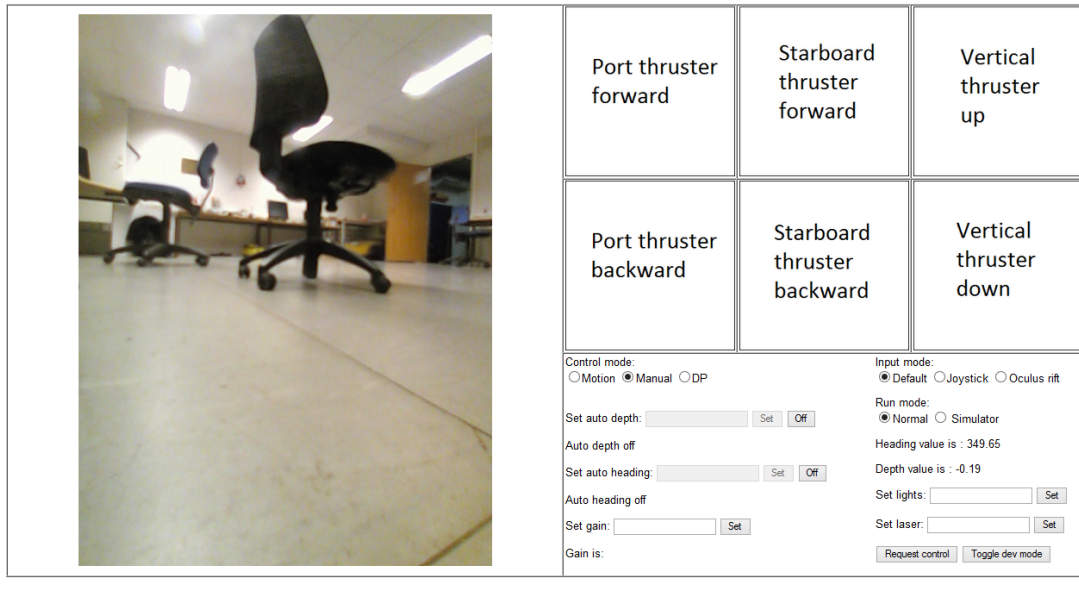 Port thruster
forward
Starboard
thruster
forward
Vertical
thruster
up
Port thruster
backward
Starboard
thruster
backward
Vertical
thruster
down
Control mode:
Motion Manual DP
Set auto depth: Set Off
Auto depth off
Set auto heading: Set Off
Auto heading off
Set gain: Set
Gain is:
Input mode:
Default Joystick Oculus rift
Run mode:
Normal Simulator
Heading value is : 349.65
Depth value is : -0.19
Set lights: Set
Set laser: Set
Request control Toggle dev mode